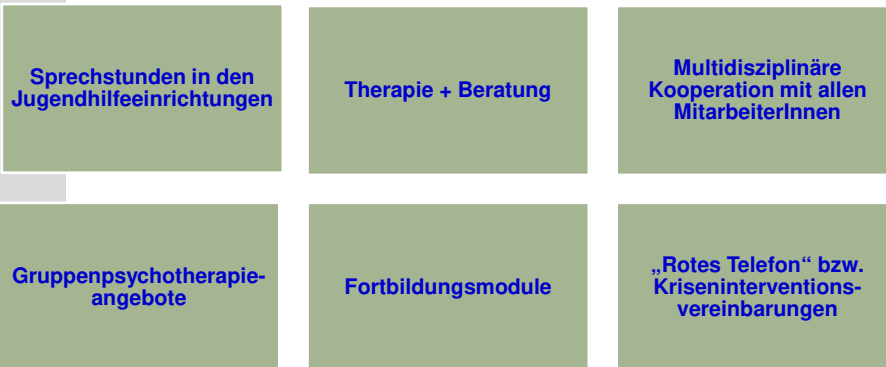 Sprechstunden in den
Jugendhilfeeinrichtungen
Therapie + Beratung
Multidisziplinäre
Kooperation mit allen
MitarbeiterInnen
Gruppenpsychotherapie-
angebote
Fortbildungsmodule
„Rotes Telefon“ bzw.
Kriseninterventions-
vereinbarungen